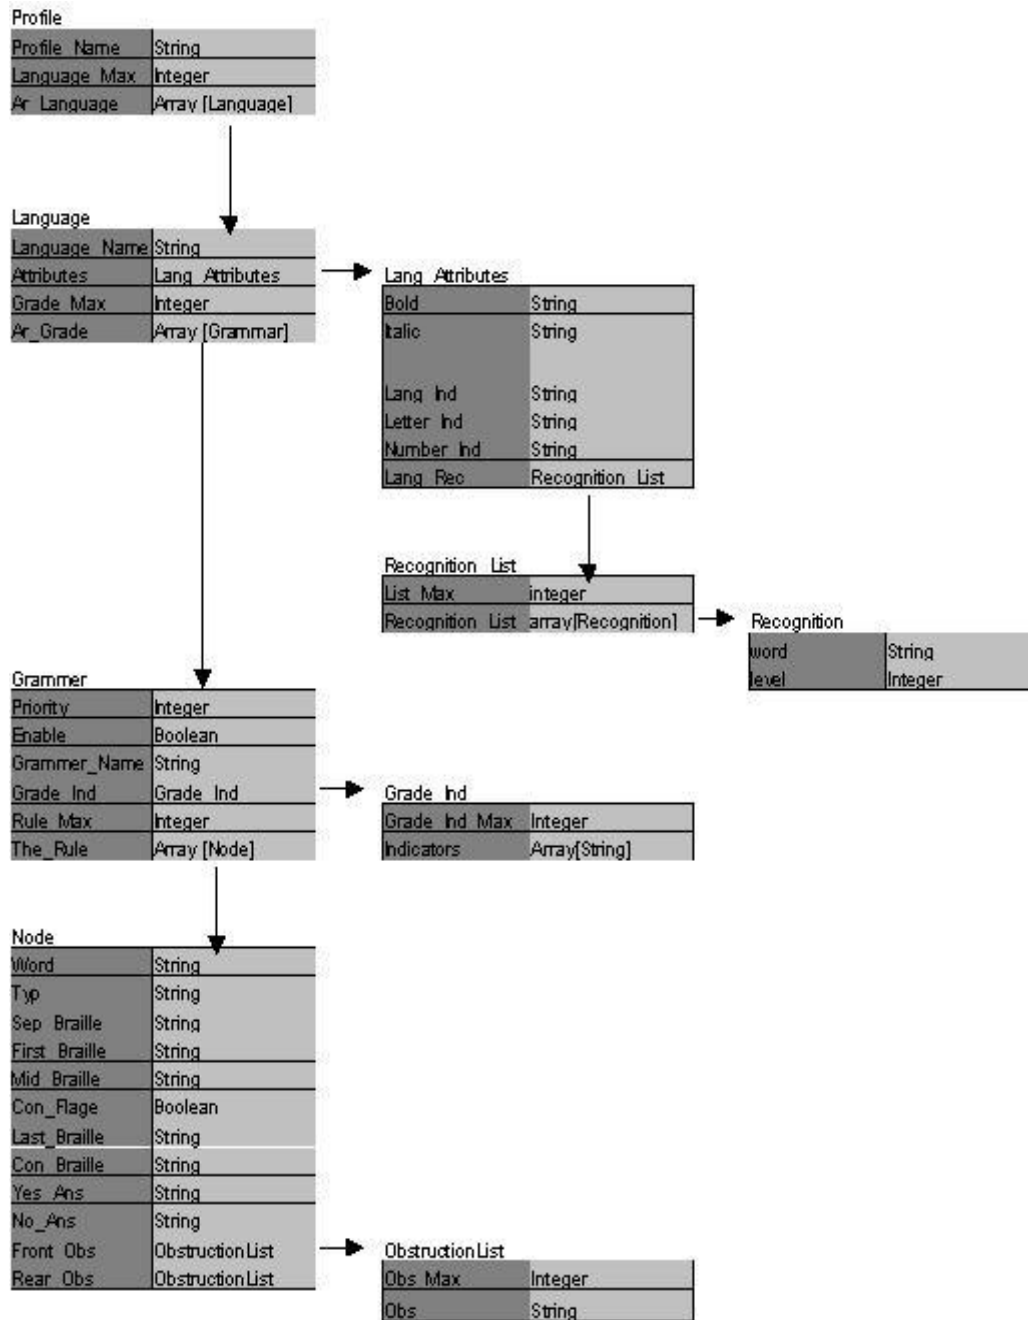 Profile
Profile Name String
Language Max Integer
Ar Language Array [Language]
Language
Language Name String
Attributes Lang Attributes
Grade Max Integer
Ar_Grade Array [Grammar]
Lang Attributes
Bold String
Italic String
Lang Ind String
Letter Ind String
Number Ind String
Lang Rec Recognition List
Recognition List
List Max integer
Recognition List array[Recognition]
Recognition
word String
level Integer
Grammer
Priority Integer
Enable Boolean
Grammer_Name String
Grade Ind Grade Ind
Rule Max Integer
The_Rule Array [Node]
Grade Ind
Grade Ind Max Integer
Indicators Array[String]
Node
Word String
Typ String
Sep Braille String
First Braille String
Mid Braille String
Con_Flage Boolean
Last_Braille String
Con Braille String
Yes Ans String
No_Ans String
Front Obs ObstructionList
Rear Obs ObstructionList
ObstructionList
Obs Max Integer
Obs String